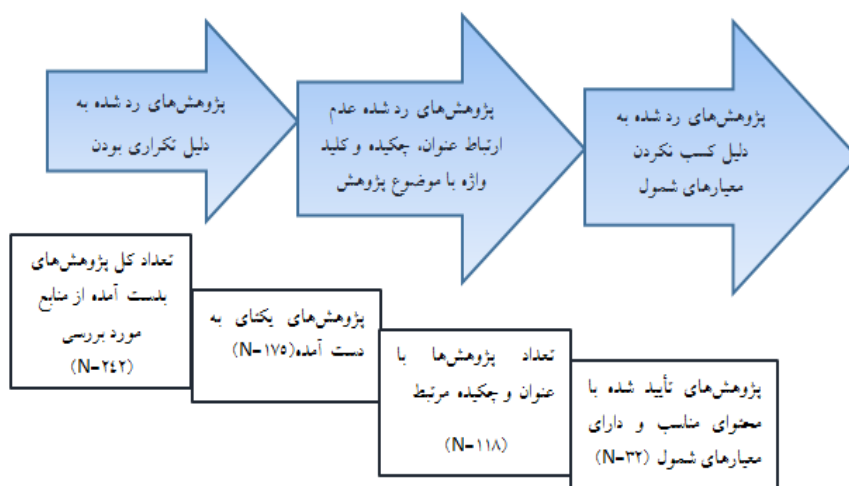 پژوهش‌های رد شده به
دلیل تکراری بودن
پژوهش‌های رد شده عدم
ارتباط عنوان، چکیده و کلید
واژه با موضوع پژوهش
پژوهش‌های رد شده به
دلیل کسب نکردن
معیارهای شمول
تعداد کل پژوهش‌های
بدست آمده از منابع
مورد بررسی
(N=۲۴۲)
پژوهش‌های یکتای به
دست آمده(N=۱۷۵)
تعداد پژوهش‌ها با
عنوان و چکیده مرتبط
(N=۱۱۸)
پژوهش‌های تأیید شده با
محتوای مناسب و دارای
معیارهای شمول (N=۳۲)